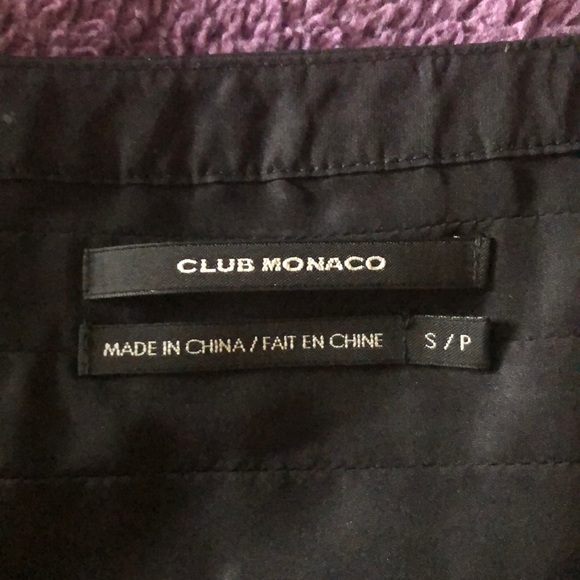 CLUB MONACO
MADE IN CHINA / FAIT EN CHINE S / P